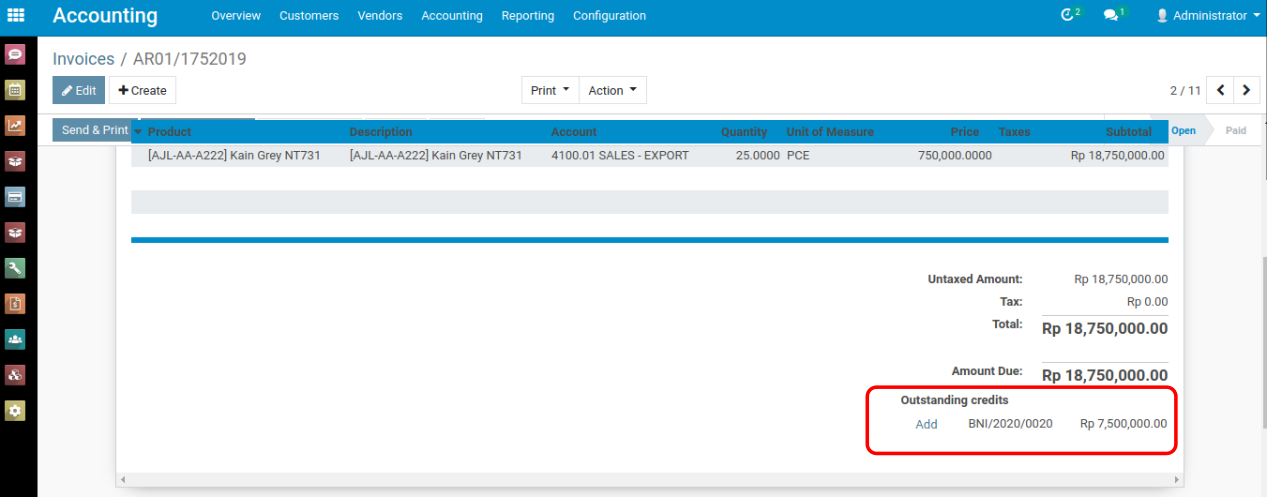 Accounting Overview Customers Vendors Accounting Reporting Configuration 2 1 Administrator
Invoices / AR01/1752019
Edit Create Print Action 2 / 11
Send & Print Open Paid
Product Description Account Quantity Unit of Measure Price Taxes Subtotal
[AJL-AA-A222] Kain Grey NT731 [AJL-AA-A222] Kain Grey NT731 4100.01 SALES - EXPORT 25.0000 PCE 750,000.0000 Rp 18,750,000.00
Untaxed Amount: Rp 18,750,000.00
Tax: Rp 0.00
Total: Rp 18,750,000.00
Amount Due: Rp 18,750,000.00
Outstanding credits
Add BNI/2020/0020 Rp 7,500,000.00